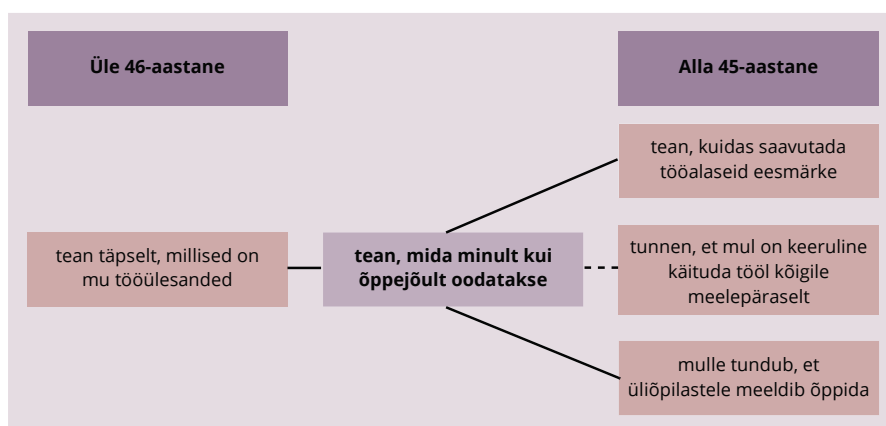 Üle 46-aastane
Alla 45-aastane
tean, kuidas saavutada
tööalaseid eesmärke
tean täpselt, millised on
mu tööülesanded
tean, mida minult kui
õppejõult oodatakse
tunnen, et mul on keeruline
käituda tööl kõigile
meelepäraselt
mulle tundub, et
üliõpilastele meeldib õppida